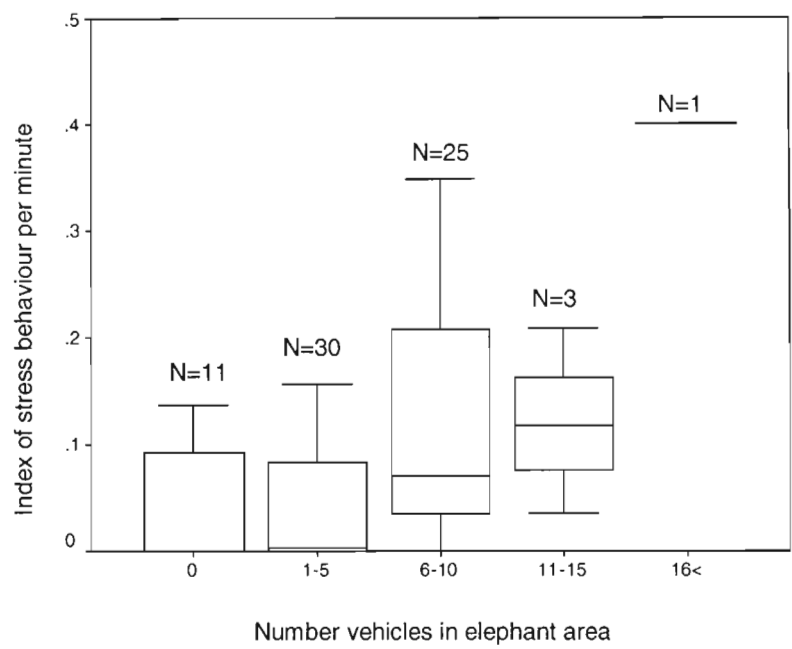 Index of stress behaviour per minute
.5
.4
.3
.2
.1
0
N=11
N=30
N=25
N=3
N=1
0 1-5 6-10 11-15 16<
Number vehicles in elephant area